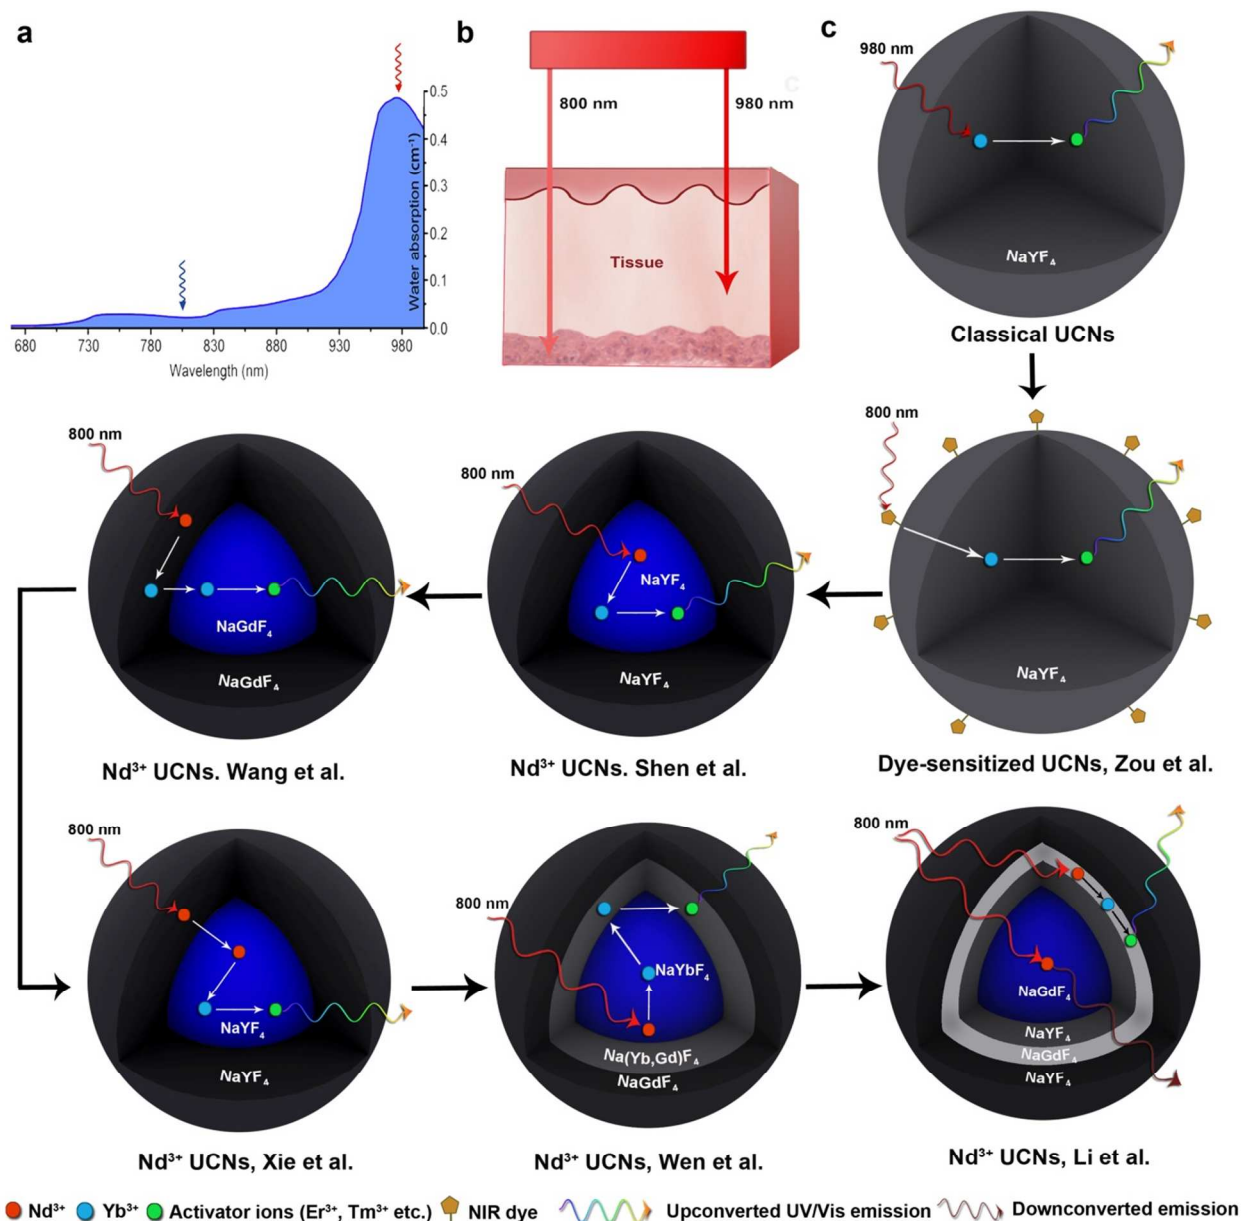 a
b
c
c
0.5
0.4
0.3
0.2
0.1
0.0
Water absorption (cm⁻¹)
680 730 780 830 880 930 980
Wavelength (nm)
800 nm
980 nm
Tissue
980 nm
NaYF₄
Classical UCNs
800 nm
NaGdF₄
NaGdF₄
Nd³⁺ UCNs. Wang et al.
800 nm
NaYF₄
NaYF₄
Nd³⁺ UCNs. Shen et al.
800 nm
NaYF₄
Dye-sensitized UCNs, Zou et al.
800 nm
NaYF₄
NaYF₄
Nd³⁺ UCNs, Xie et al.
800 nm
NaYbF₄
Na(Yb,Gd)F₄
NaGdF₄
Nd³⁺ UCNs, Wen et al.
800 nm
NaGdF₄
NaYF₄
NaGdF₄
NaYF₄
Nd³⁺ UCNs, Li et al.
Nd³⁺ Yb³⁺ Activator ions (Er³⁺, Tm³⁺ etc.) NIR dye Upconverted UV/Vis emission Downconverted emission